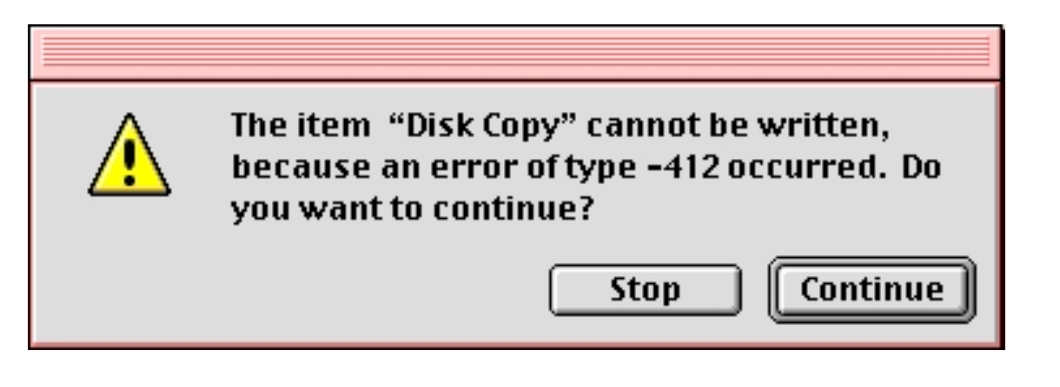 The item “Disk Copy” cannot be written,
because an error of type -412 occurred. Do
you want to continue?
Stop
Continue